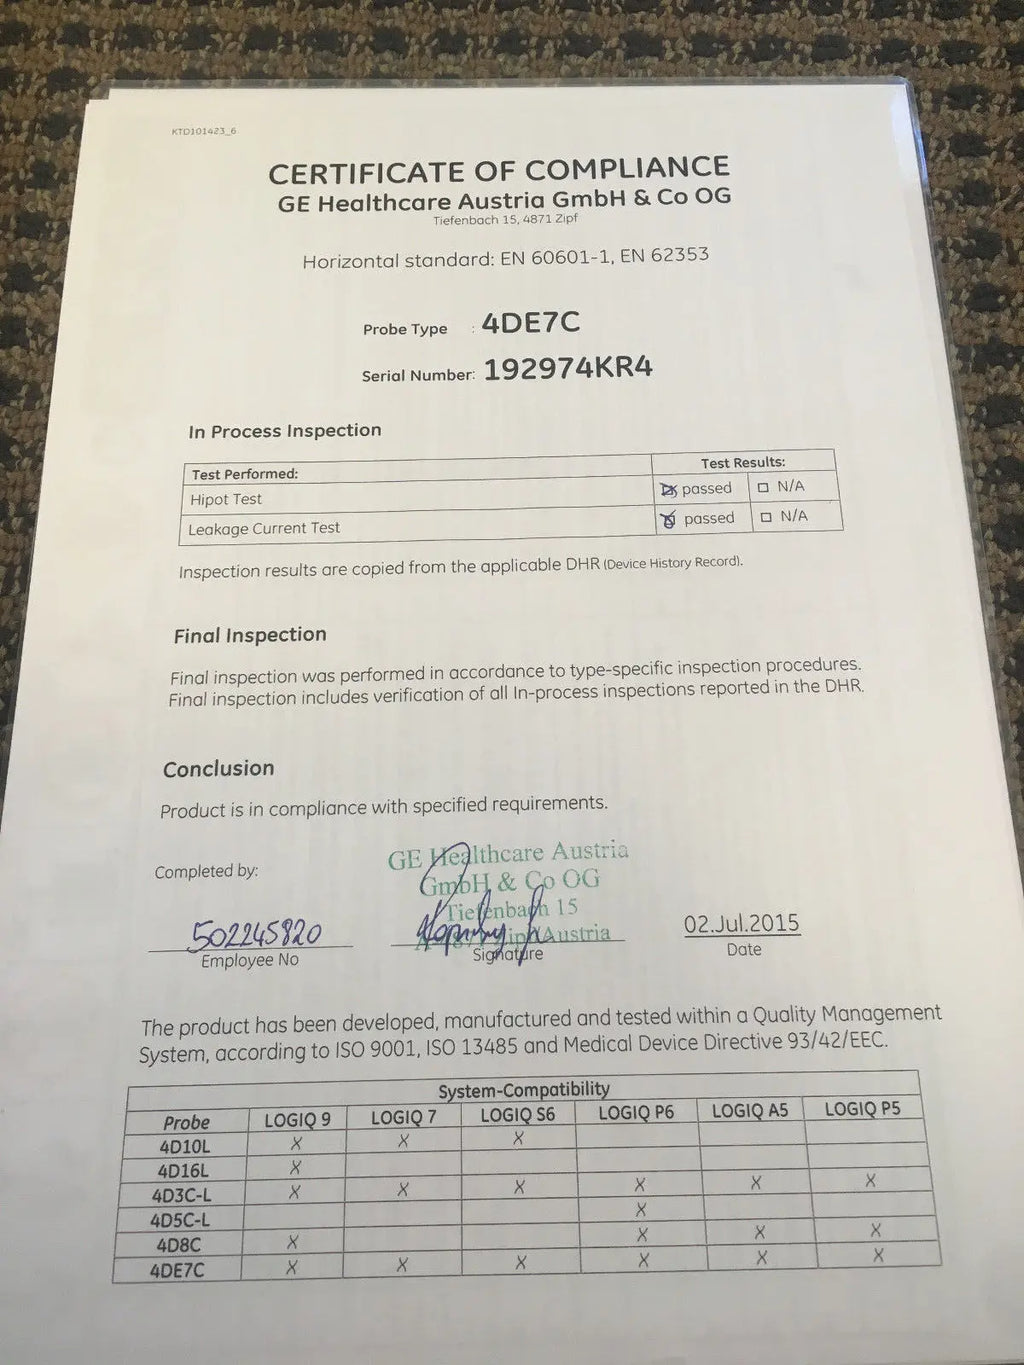 KTD101423_6
CERTIFICATE OF COMPLIANCE
GE Healthcare Austria GmbH & Co OG
Tiefenbach 15, 4871 Zipf
Horizontal standard: EN 60601-1, EN 62353
Probe Type : 4DE7C
Serial Number: 192974KR4
In Process Inspection
Test Performed: Test Results:
Hipot Test passed N/A
Leakage Current Test passed N/A
Inspection results are copied from the applicable DHR (Device History Record).
Final Inspection
Final inspection was performed in accordance to type-specific inspection procedures.
Final inspection includes verification of all In-process inspections reported in the DHR.
Conclusion
Product is in compliance with specified requirements.
Completed by:
GE Healthcare Austria
GmbH & Co OG
Tiefenbach 15
Zipf/Austria
502245820 02.Jul.2015
Employee No Signature Date
The product has been developed, manufactured and tested within a Quality Management
System, according to ISO 9001, ISO 13485 and Medical Device Directive 93/42/EEC.
System-Compatibility
Probe LOGIQ 9 LOGIQ 7 LOGIQ S6 LOGIQ P6 LOGIQ A5 LOGIQ P5
4D10L X X X
4D16L X
4D3C-L X X X X X X
4D5C-L X
4D8C X X X X
4DE7C X X X X X X